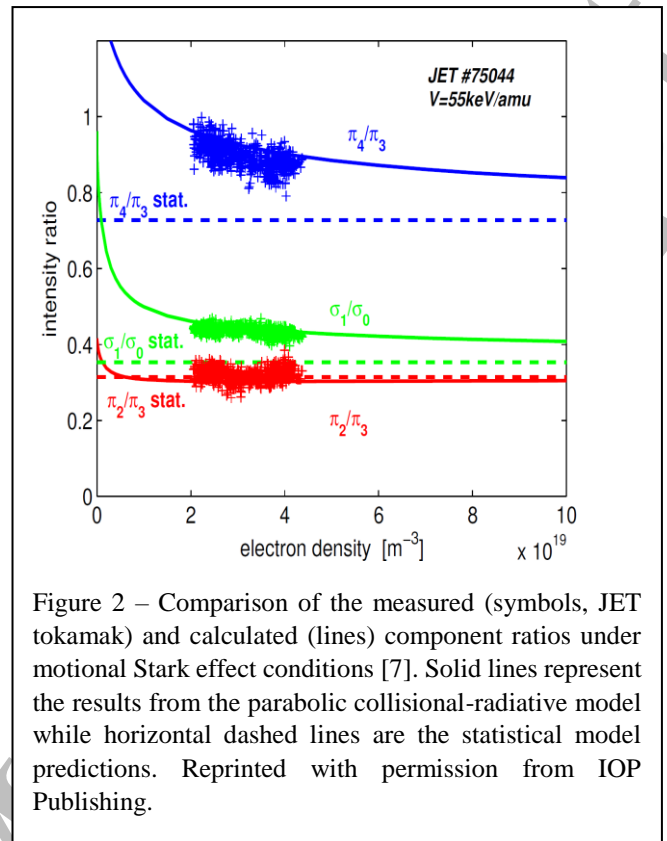 JET #75044
V=55keV/amu
π4/π3
π4/π3 stat.
σ1/σ0
σ1/σ0 stat.
π2/π3 stat.
π2/π3
intensity ratio
1
0.8
0.6
0.4
0.2
0
0 2 4 6 8 10
electron density [m-3] x 10^19
Figure 2 – Comparison of the measured (symbols, JET
tokamak) and calculated (lines) component ratios under
motional Stark effect conditions [7]. Solid lines represent
the results from the parabolic collisional-radiative model
while horizontal dashed lines are the statistical model
predictions. Reprinted with permission from IOP
Publishing.